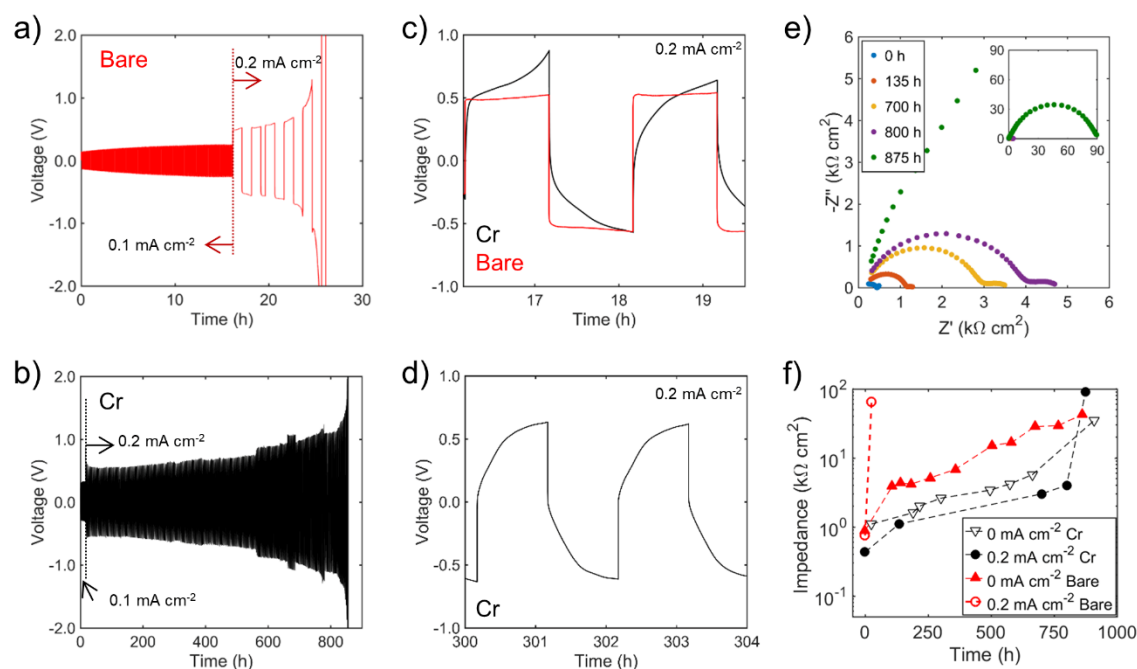 a)
2.0
1.0
0.0
-1.0
-2.0
Voltage (V)
Bare
0.2 mA cm⁻²
0.1 mA cm⁻²
0 10 20 30
Time (h)
b)
2.0
1.0
0.0
-1.0
-2.0
Voltage (V)
Cr
0.2 mA cm⁻²
0.1 mA cm⁻²
0 200 400 600 800
Time (h)
c)
1.0
0.5
0.0
-0.5
-1.0
Voltage (V)
0.2 mA cm⁻²
Cr
Bare
17 18 19
Time (h)
d)
1.0
0.5
0.0
-0.5
-1.0
Voltage (V)
0.2 mA cm⁻²
Cr
300 301 302 303 304
Time (h)
e)
-6
5
4
3
2
1
0
-Z'' (kΩ cm²)
0 h
135 h
700 h
800 h
875 h
90
60
30
0
0 30 60 90
0 1 2 3 4 5 6
Z' (kΩ cm²)
f)
10²
10¹
10⁰
10⁻¹
Impedance (kΩ cm²)
0 mA cm⁻² Cr
0.2 mA cm⁻² Cr
0 mA cm⁻² Bare
0.2 mA cm⁻² Bare
0 250 500 750 1000
Time (h)